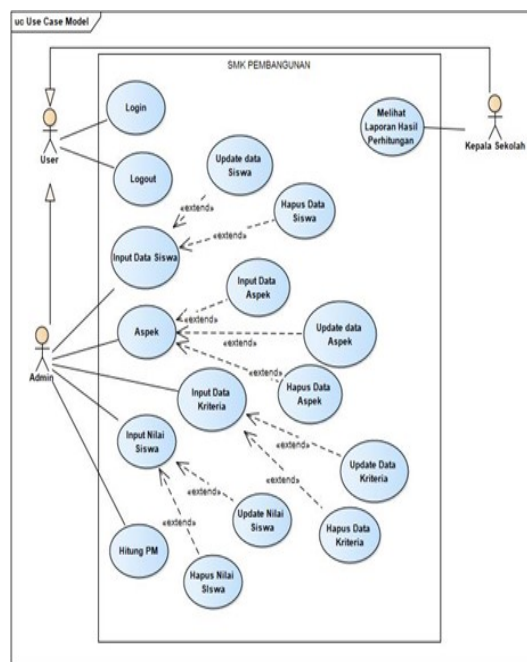 uc Use Case Model
SMK PEMBANGUNAN
Login
Melihat
Laporan Hasil
Perhitungan
User
Kepala Sekolah
Logout
Update data
Siswa
«extend»
Hapus Data
Siswa
«extend»
Input Data Siswa
Input Data
Aspek
«extend»
Aspek
Update data
Aspek
«extend»
Admin
«extend»
Hapus Data
Aspek
Input Data
Kriteria
Input Nilai
Siswa
«extend»
Update Data
Kriteria
«extend»
«extend»
Update Nilai
Siswa
«extend»
Hapus Data
Kriteria
Hitung PM
Hapus Nilai
SIswa